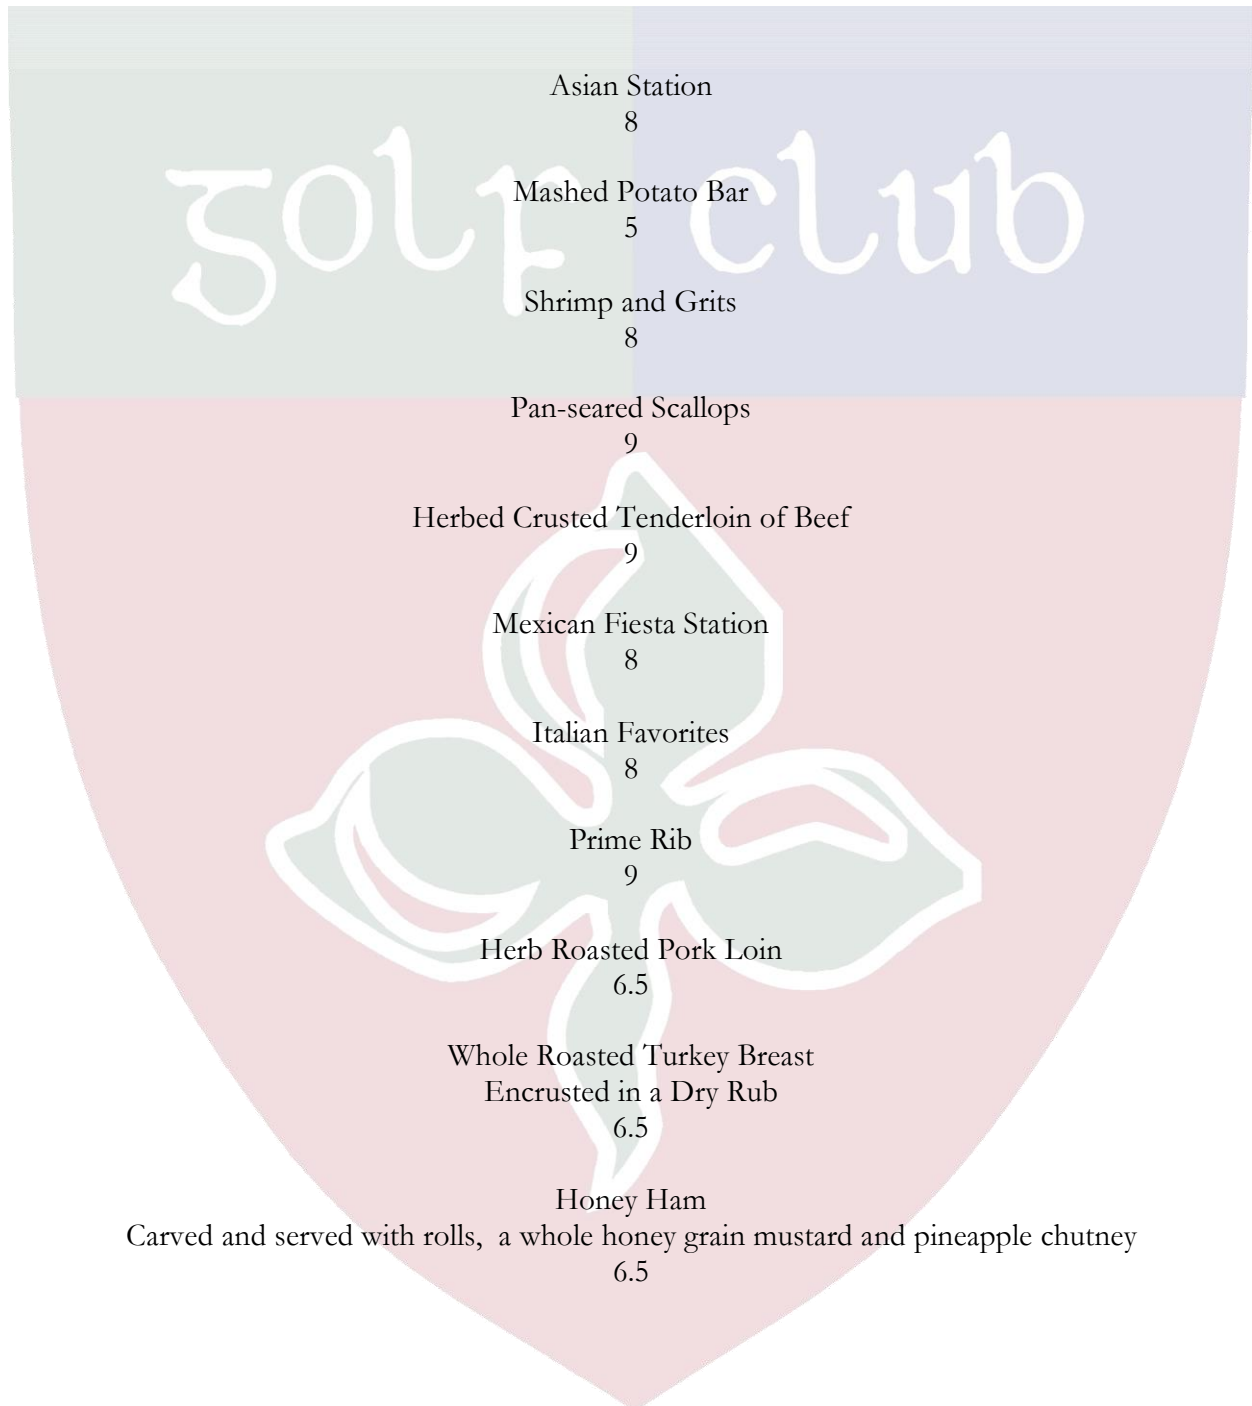 golf club
Asian Station
8
Mashed Potato Bar
5
Shrimp and Grits
8
Pan-seared Scallops
9
Herbed Crusted Tenderloin of Beef
9
Mexican Fiesta Station
8
Italian Favorites
8
Prime Rib
9
Herb Roasted Pork Loin
6.5
Whole Roasted Turkey Breast
Encrusted in a Dry Rub
6.5
Honey Ham
Carved and served with rolls,  a whole honey grain mustard and pineapple chutney
6.5